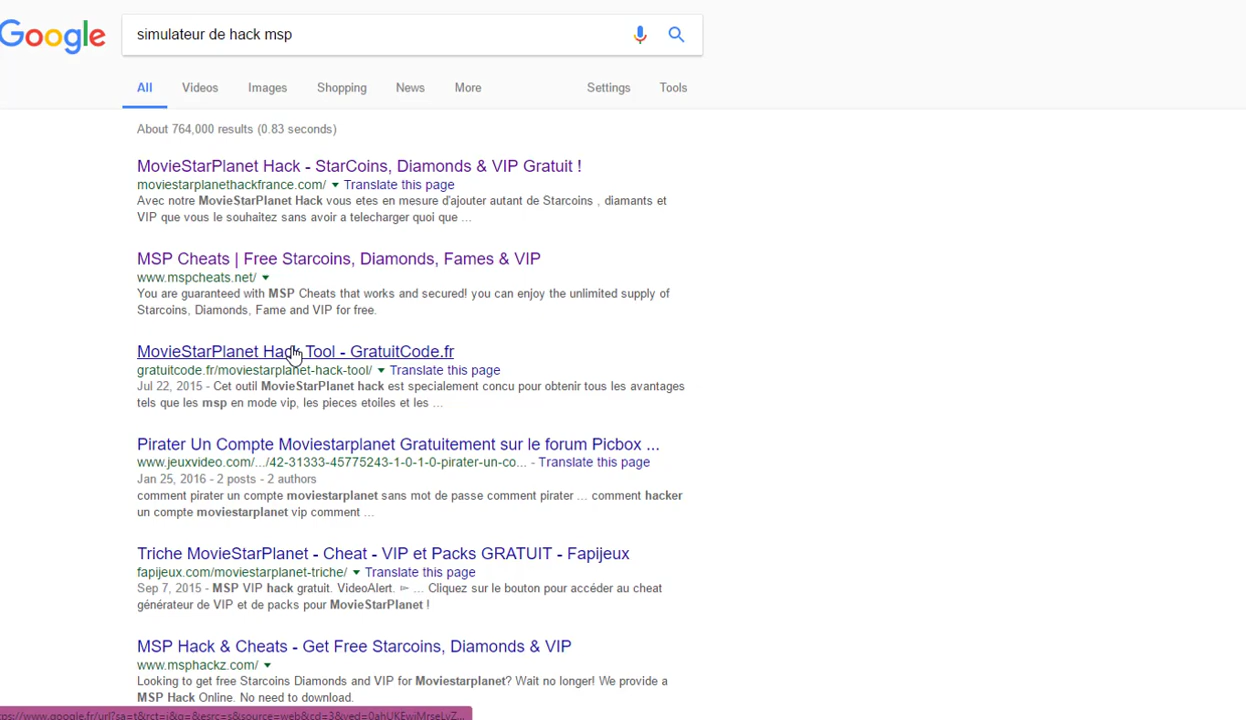 Google
simulateur de hack msp
All Videos Images Shopping News More Settings Tools
About 764,000 results (0.83 seconds)
MovieStarPlanet Hack - StarCoins, Diamonds & VIP Gratuit !
moviestarplanethackfrance.com/ Translate this page
Avec notre MovieStarPlanet Hack vous etes en mesure d'ajouter autant de Starcoins , diamants et
VIP que vous le souhaitez sans avoir a telecharger quoi que ...
MSP Cheats | Free Starcoins, Diamonds, Fames & VIP
www.mspcheats.net/
You are guaranteed with MSP Cheats that works and secured! you can enjoy the unlimited supply of
Starcoins, Diamonds, Fame and VIP for free.
MovieStarPlanet Hack Tool - GratuitCode.fr
gratuitcode.fr/moviestarplanet-hack-tool/ Translate this page
Jul 22, 2015 - Cet outil MovieStarPlanet hack est specialement concu pour obtenir tous les avantages
tels que les msp en mode vip, les pieces etoiles et les ...
Pirater Un Compte Moviestarplanet Gratuitement sur le forum Picbox ...
www.jeuxvideo.com/.../42-31333-45775243-1-0-1-0-pirater-un-co... - Translate this page
Jan 25, 2016 - 2 posts - 2 authors
comment pirater un compte moviestarplanet sans mot de passe comment pirater ... comment hacker
un compte moviestarplanet vip comment ...
Triche MovieStarPlanet - Cheat - VIP et Packs GRATUIT - Fapijeux
fapijeux.com/moviestarplanet-triche/ Translate this page
Sep 7, 2015 - MSP VIP hack gratuit. VideoAlert. ► ... Cliquez sur le bouton pour accéder au cheat
générateur de VIP et de packs pour MovieStarPlanet !
MSP Hack & Cheats - Get Free Starcoins, Diamonds & VIP
www.msphackz.com/
Looking to get free Starcoins Diamonds and VIP for Moviestarplanet? Wait no longer! We provide a
MSP Hack Online. No need to download.